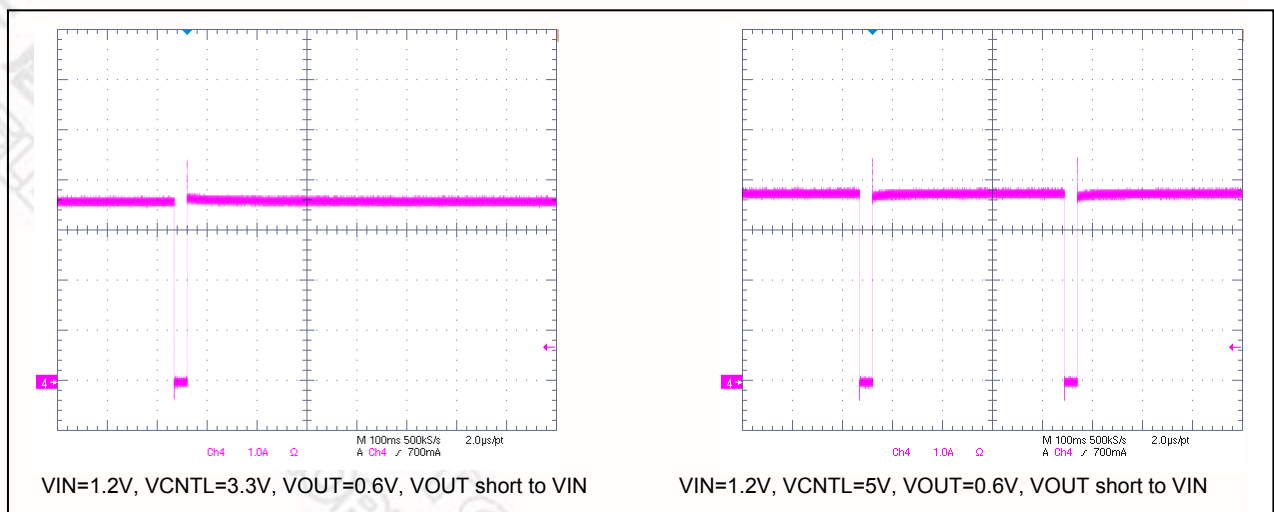 4
M 100ms 500kS/s 2.0µs/pt
Ch4 1.0A Ω A Ch4 ∕ 700mA
VIN=1.2V, VCNTL=3.3V, VOUT=0.6V, VOUT short to VIN
4
M 100ms 500kS/s 2.0µs/pt
Ch4 1.0A Ω A Ch4 ∕ 700mA
VIN=1.2V, VCNTL=5V, VOUT=0.6V, VOUT short to VIN